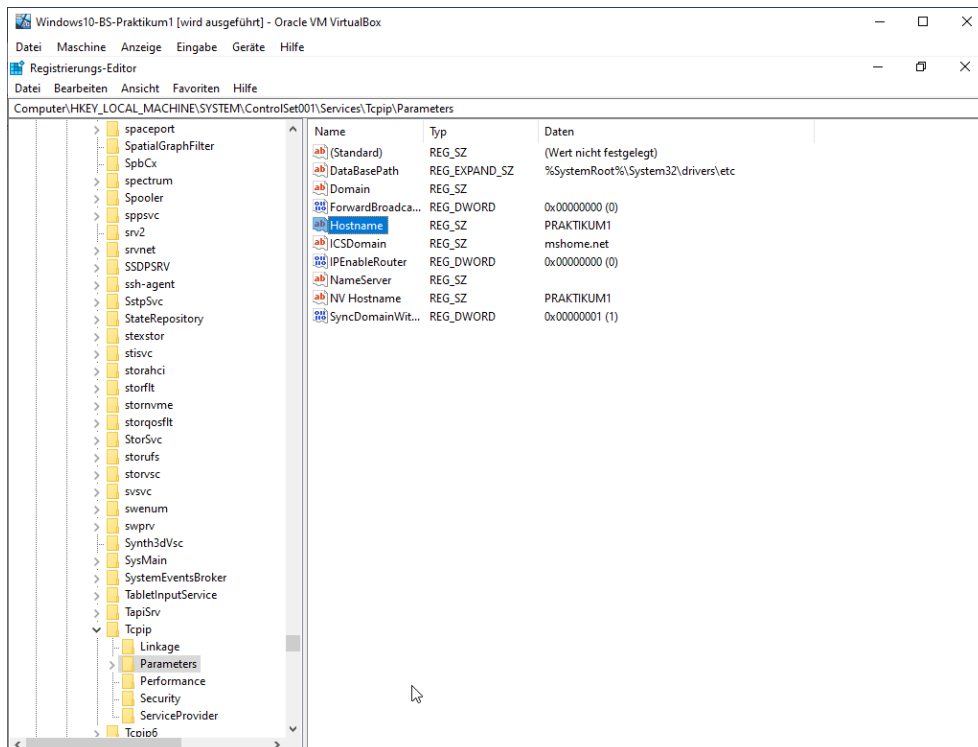 Windows10-BS-Praktikum1 [wird ausgeführt] - Oracle VM VirtualBox
Datei Maschine Anzeige Eingabe Geräte Hilfe
Registrierungs-Editor
Datei Bearbeiten Ansicht Favoriten Hilfe
Computer\HKEY_LOCAL_MACHINE\SYSTEM\ControlSet001\Services\Tcpip\Parameters
spaceport
SpatialGraphFilter
SpbCx
spectrum
Spooler
sppsvc
srv2
srvnet
SSDPSRV
ssh-agent
SstpSvc
StateRepository
stexstor
stisvc
storahci
storflt
stornvme
storqosflt
StorSvc
storufs
storvsc
svsvc
swenum
swprv
Synth3dVsc
SysMain
SystemEventsBroker
TabletInputService
TapiSrv
Tcpip
Linkage
Parameters
Performance
Security
ServiceProvider
Tcpip6
Name Typ Daten
(Standard) REG_SZ (Wert nicht festgelegt)
DataBasePath REG_EXPAND_SZ %SystemRoot%\System32\drivers\etc
Domain REG_SZ
ForwardBroadca... REG_DWORD 0x00000000 (0)
Hostname REG_SZ PRAKTIKUM1
ICSDomain REG_SZ mshome.net
IPEnableRouter REG_DWORD 0x00000000 (0)
NameServer REG_SZ
NV Hostname REG_SZ PRAKTIKUM1
SyncDomainWit... REG_DWORD 0x00000001 (1)